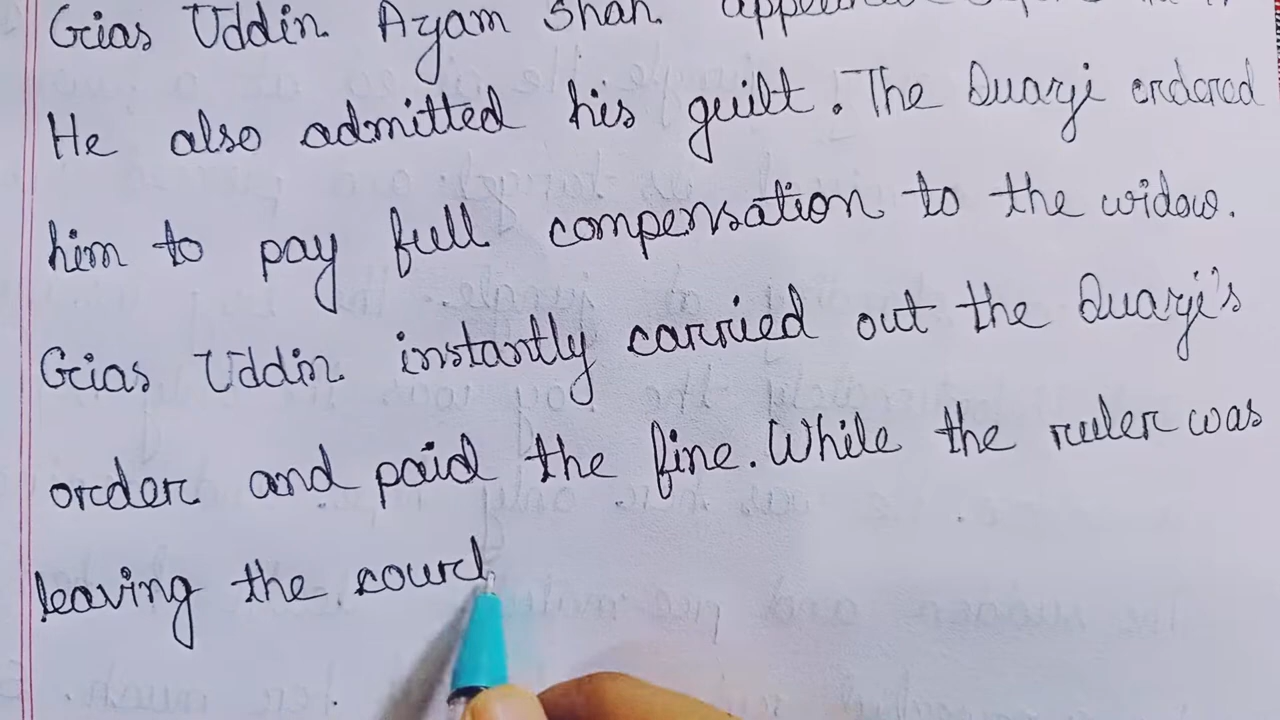 Gias Uddin Azam Shah appeared
He also admitted his guilt. The Quazi ordered
him to pay full compensation to the widow.
Gias Uddin instantly carried out the Quazi's
order and paid the fine. While the ruler was
leaving the court